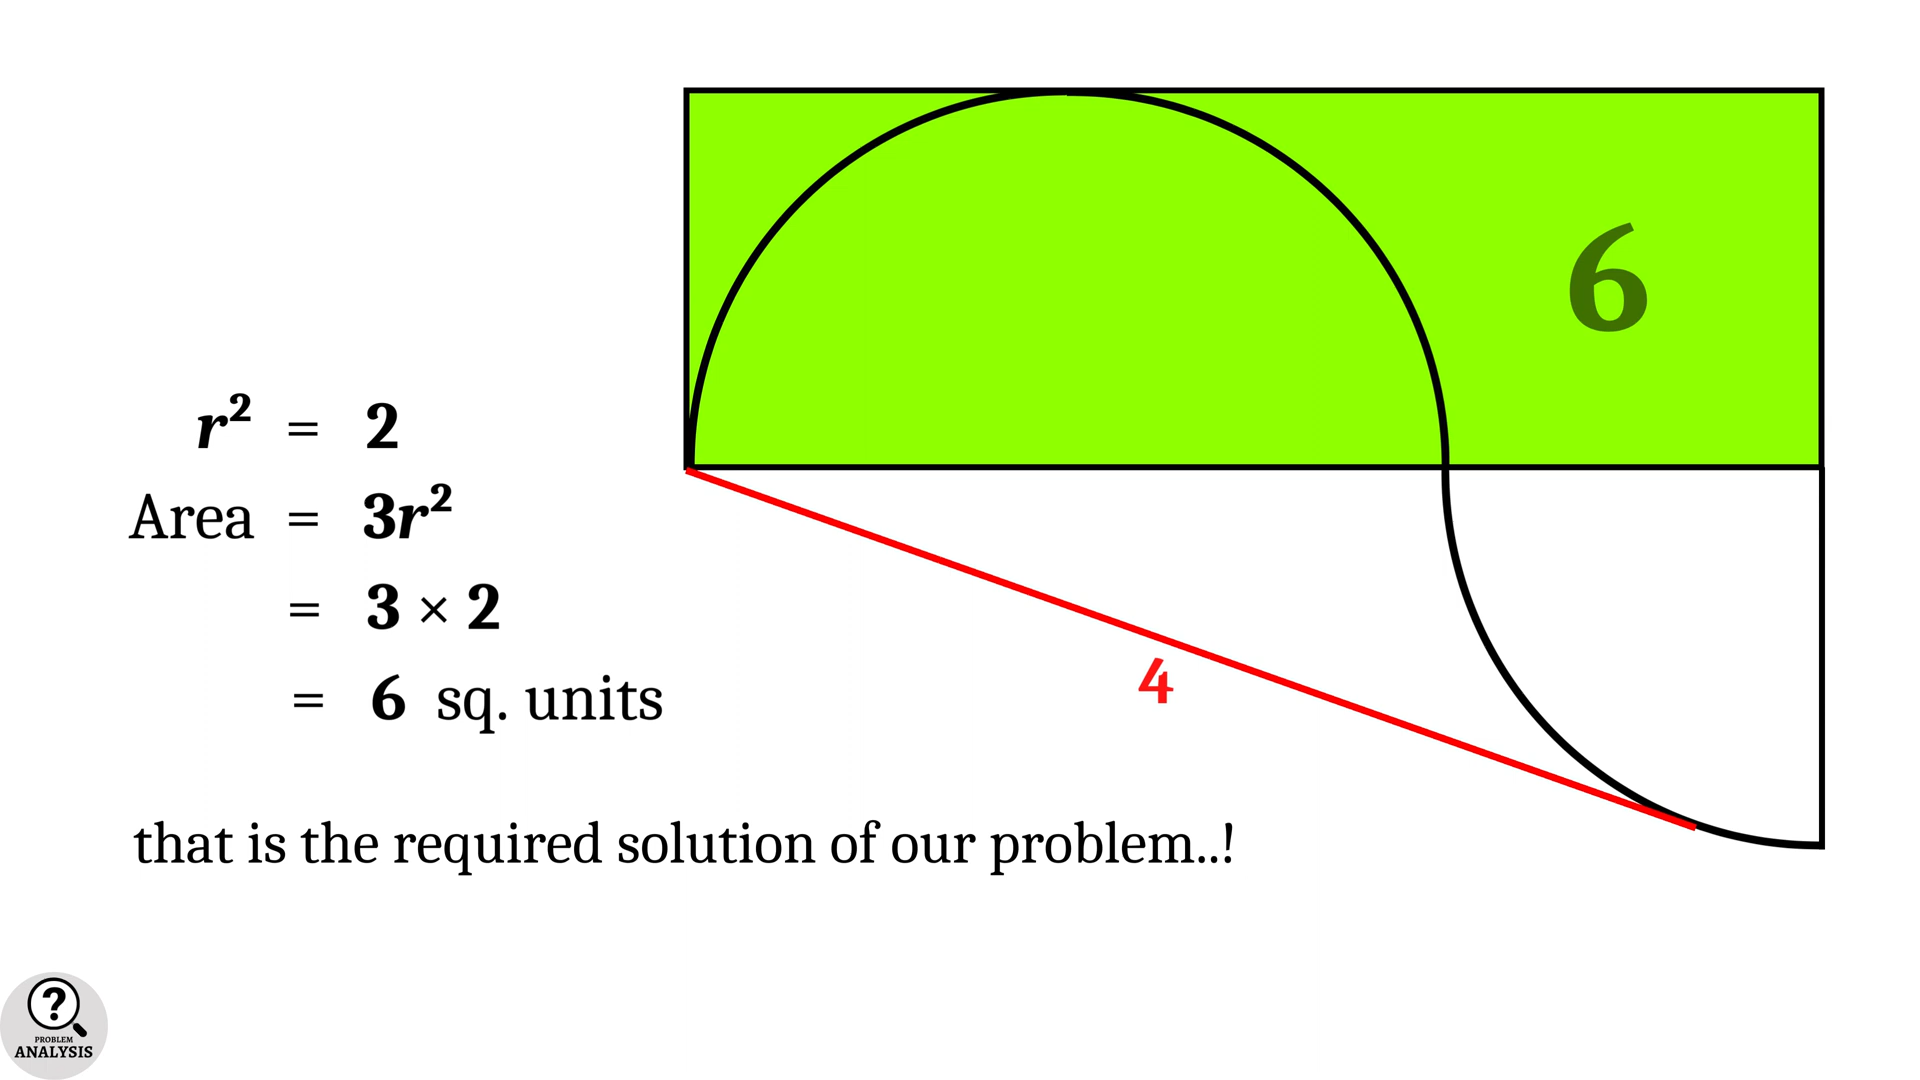 6
r² = 2
Area = 3r²
= 3 × 2
= 6 sq. units
4
that is the required solution of our problem..!
?
PROBLEM
ANALYSIS